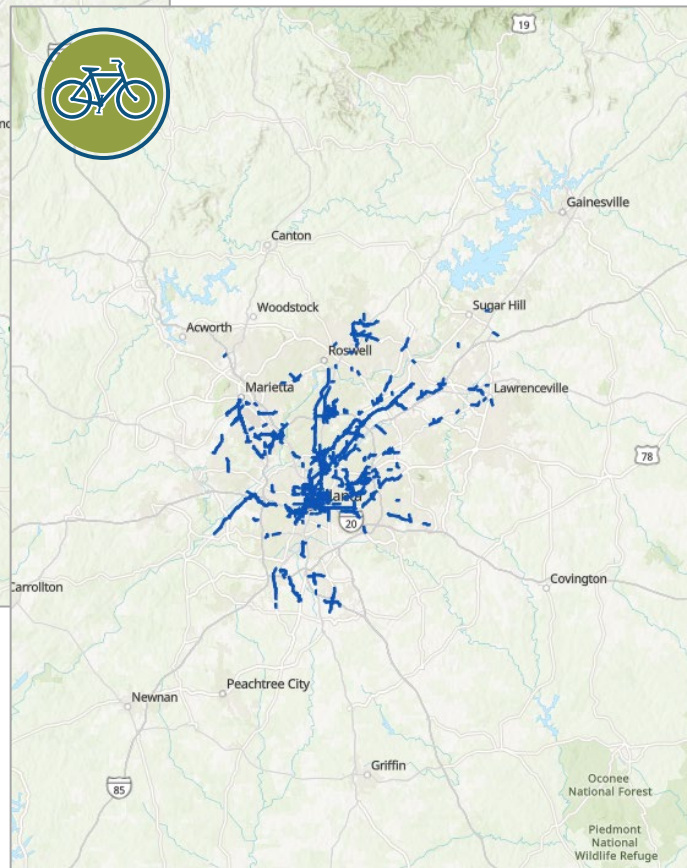 19
Gainesville
Canton
Sugar Hill
Woodstock
Acworth
Roswell
Marietta
Lawrenceville
78
20
Covington
Carrollton
Peachtree City
Newnan
Griffin
85
Oconee
National Forest
Piedmont
National
Wildlife Refuge